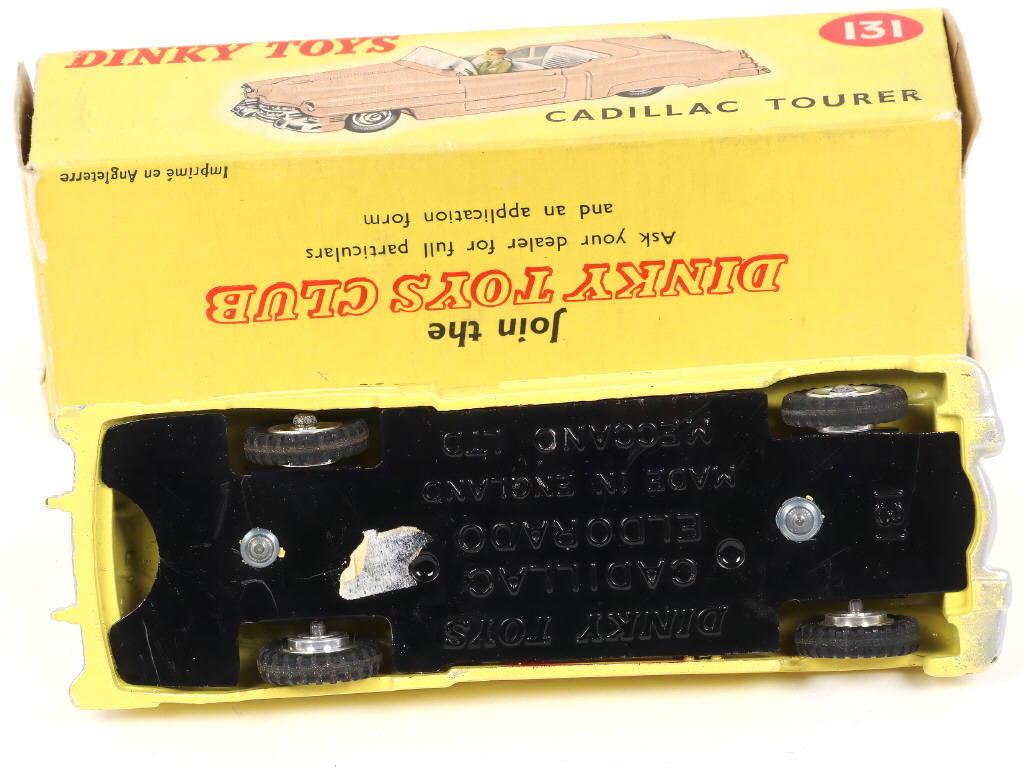 DINKY TOYS
131
CADILLAC TOURER
Imprimé en Angleterre
Join the
DINKY TOYS CLUB
Ask your dealer for full particulars
and an application form
DINKY TOYS
CADILLAC
ELDORADO
MADE IN ENGLAND
MECCANO LTD
131